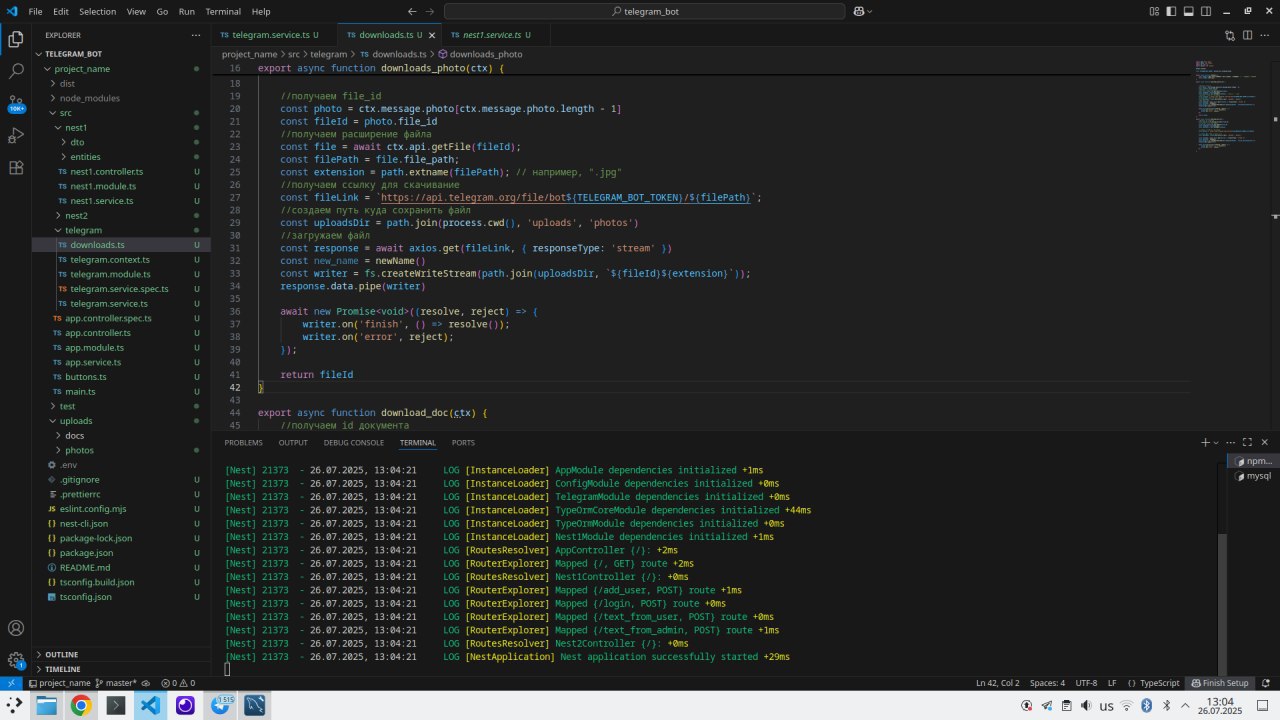 File Edit Selection View Go Run Terminal Help
telegram_bot
EXPLORER
TELEGRAM_BOT
project_name
dist
node_modules
src
nest1
dto
entities
TS nest1.controller.ts U
TS nest1.module.ts U
TS nest1.service.ts U
nest2
telegram
TS downloads.ts U
TS telegram.context.ts U
TS telegram.module.ts U
TS telegram.service.spec.ts U
TS telegram.service.ts U
TS app.controller.spec.ts U
TS app.controller.ts U
TS app.module.ts U
TS app.service.ts U
TS buttons.ts U
TS main.ts U
test
uploads
docs
photos
.env
.gitignore U
.prettierrc U
JS eslint.config.mjs U
{} nest-cli.json U
{} package-lock.json U
{} package.json U
README.md U
tsconfig.build.json U
tsconfig.json U
OUTLINE
TIMELINE
10K+
1
TS telegram.service.ts U TS downloads.ts U TS nest1.service.ts U
project_name > src > telegram > TS downloads.ts > downloads_photo
16 export async function downloads_photo(ctx) {
18
19 //получаем file_id
20 const photo = ctx.message.photo[ctx.message.photo.length - 1]
21 const fileId = photo.file_id
22 //получаем расширение файла
23 const file = await ctx.api.getFile(fileId);
24 const filePath = file.file_path;
25 const extension = path.extname(filePath); // например, ".jpg"
26 //получаем ссылку для скачивание
27 const fileLink = `https://api.telegram.org/file/bot${TELEGRAM_BOT_TOKEN}/${filePath}`;
28 //создаем путь куда сохранить файл
29 const uploadsDir = path.join(process.cwd(), 'uploads', 'photos')
30 //загружаем файл
31 const response = await axios.get(fileLink, { responseType: 'stream' })
32 const new_name = newName()
33 const writer = fs.createWriteStream(path.join(uploadsDir, `${fileId}${extension}`));
34 response.data.pipe(writer)
35
36 await new Promise<void>((resolve, reject) => {
37 writer.on('finish', () => resolve());
38 writer.on('error', reject);
39 });
40
41 return fileId
42 }
43
44 export async function download_doc(ctx) {
45 //получаем id документа
PROBLEMS OUTPUT DEBUG CONSOLE TERMINAL PORTS
[Nest] 21373 - 26.07.2025, 13:04:21 LOG [InstanceLoader] AppModule dependencies initialized +1ms
[Nest] 21373 - 26.07.2025, 13:04:21 LOG [InstanceLoader] ConfigModule dependencies initialized +0ms
[Nest] 21373 - 26.07.2025, 13:04:21 LOG [InstanceLoader] TelegramModule dependencies initialized +0ms
[Nest] 21373 - 26.07.2025, 13:04:21 LOG [InstanceLoader] TypeOrmCoreModule dependencies initialized +44ms
[Nest] 21373 - 26.07.2025, 13:04:21 LOG [InstanceLoader] TypeOrmModule dependencies initialized +0ms
[Nest] 21373 - 26.07.2025, 13:04:21 LOG [InstanceLoader] Nest1Module dependencies initialized +1ms
[Nest] 21373 - 26.07.2025, 13:04:21 LOG [RoutesResolver] AppController {/}: +2ms
[Nest] 21373 - 26.07.2025, 13:04:21 LOG [RouterExplorer] Mapped {/, GET} route +2ms
[Nest] 21373 - 26.07.2025, 13:04:21 LOG [RoutesResolver] Nest1Controller {/}: +0ms
[Nest] 21373 - 26.07.2025, 13:04:21 LOG [RouterExplorer] Mapped {/add_user, POST} route +1ms
[Nest] 21373 - 26.07.2025, 13:04:21 LOG [RouterExplorer] Mapped {/login, POST} route +0ms
[Nest] 21373 - 26.07.2025, 13:04:21 LOG [RouterExplorer] Mapped {/text_from_user, POST} route +0ms
[Nest] 21373 - 26.07.2025, 13:04:21 LOG [RouterExplorer] Mapped {/text_from_admin, POST} route +1ms
[Nest] 21373 - 26.07.2025, 13:04:21 LOG [RoutesResolver] Nest2Controller {/}: +0ms
[Nest] 21373 - 26.07.2025, 13:04:21 LOG [NestApplication] Nest application successfully started +29ms
npm...
mysql
project_name master* 0 0
Ln 42, Col 2 Spaces: 4 UTF-8 LF {} TypeScript Finish Setup
1,515
us
13:04
26.07.2025